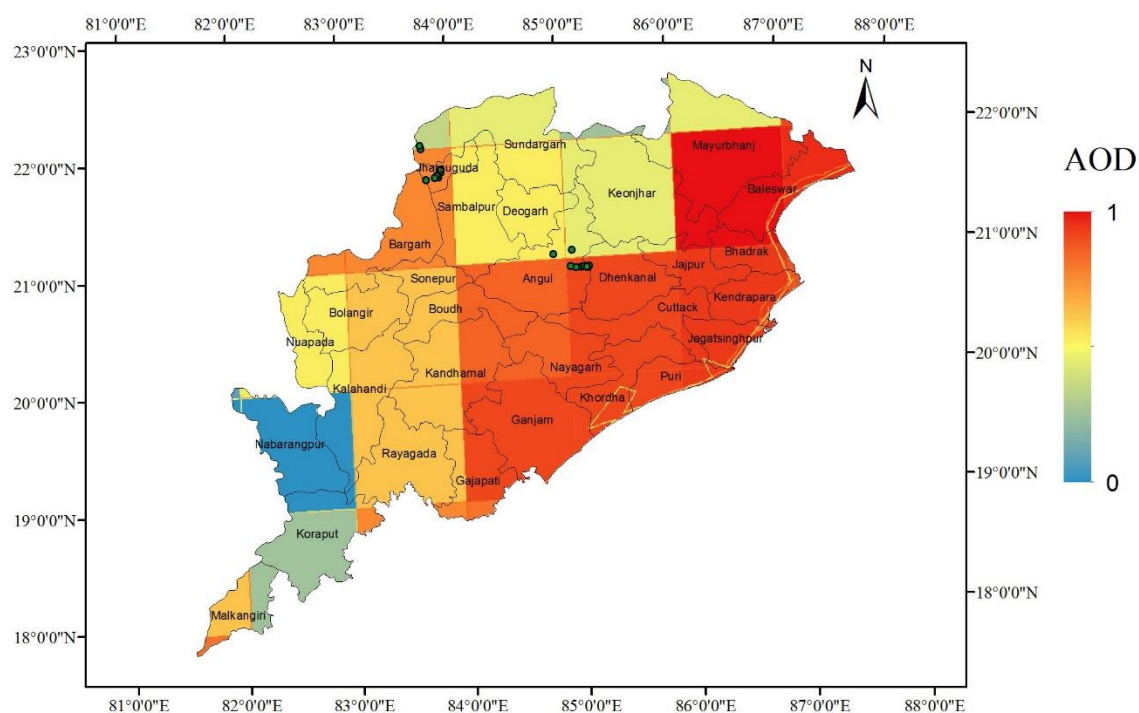 81°0'0"E 82°0'0"E 83°0'0"E 84°0'0"E 85°0'0"E 86°0'0"E 87°0'0"E 88°0'0"E
23°0'0"N
N
22°0'0"N
Mayurbhanj
AOD
Sundargarh
22°0'0"N
Jharsuguda
Baleswar
Keonjhar
1
Sambalpur
Deogarh
Bargarh
Bhadrak
21°0'0"N
Jajpur
Sonepur
Angul
Dhenkanal
21°0'0"N
Kendrapara
Bolangir
Boudh
Cuttack
Jagatsinghpur
Nuapada
20°0'0"N
Nayagarh
Kandhamal
Puri
Kalahandi
Khordha
20°0'0"N
Ganjam
Nabarangpur
Rayagada
19°0'0"N
Gajapati
0
19°0'0"N
Koraput
18°0'0"N
Malkangiri
18°0'0"N
81°0'0"E 82°0'0"E 83°0'0"E 84°0'0"E 85°0'0"E 86°0'0"E 87°0'0"E 88°0'0"E